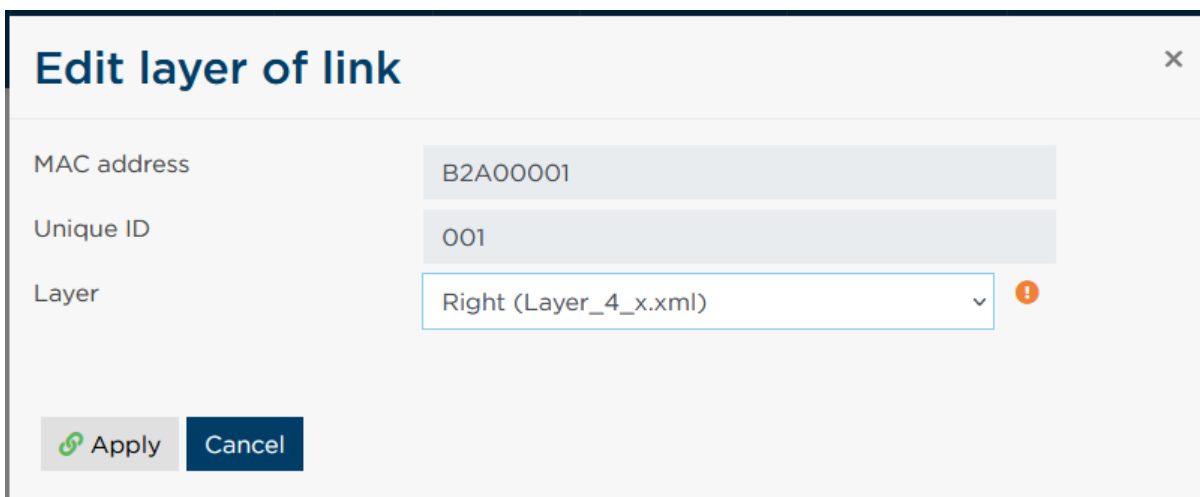 Edit layer of link
MAC address
B2A00001
Unique ID
001
Layer
Right (Layer_4_x.xml)
Apply
Cancel